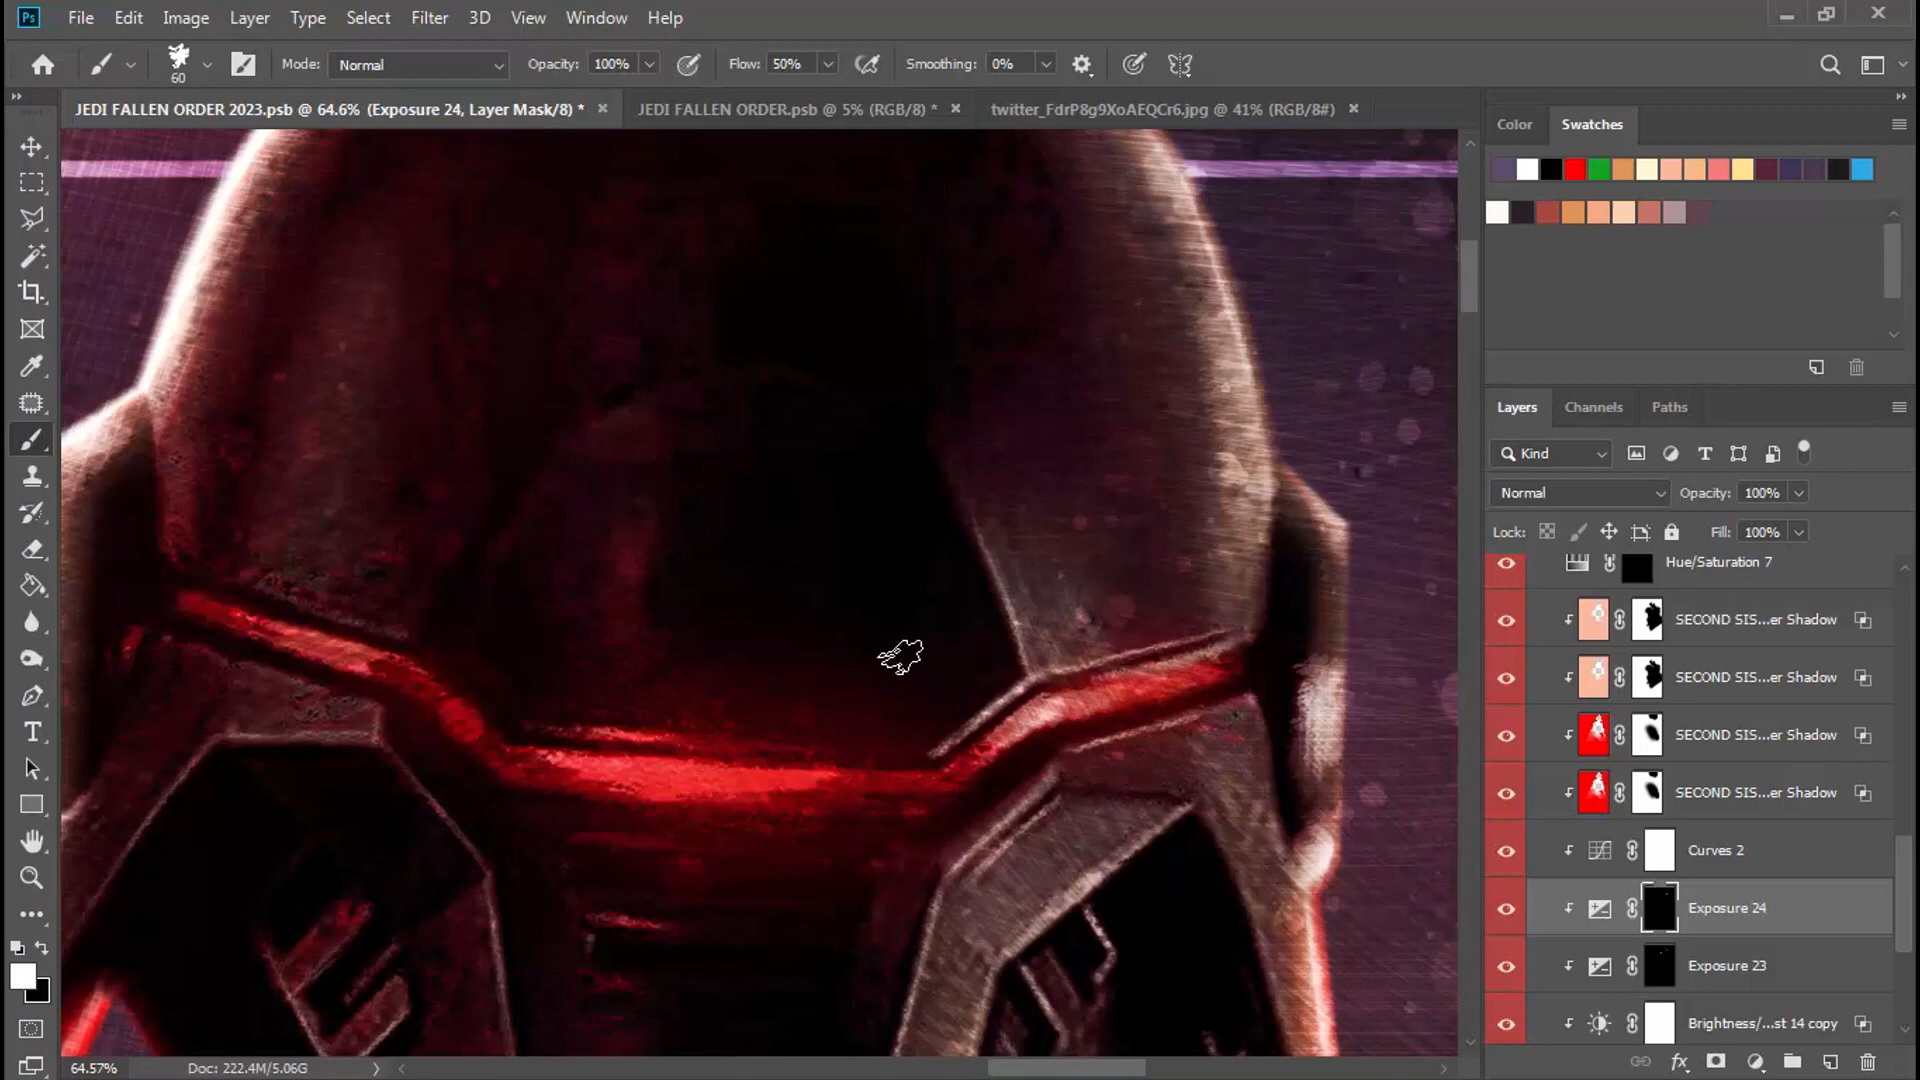 Ps File Edit Image Layer Type Select Filter 3D View Window Help
60 Mode: Normal Opacity: 100% Flow: 50% Smoothing: 0%
JEDI FALLEN ORDER 2023.psb @ 64.6% (Exposure 24, Layer Mask/8) * JEDI FALLEN ORDER.psb @ 5% (RGB/8) * twitter_FdrP8g9XoAEQCr6.jpg @ 41% (RGB/8#)
Color Swatches
Layers Channels Paths
Kind
Normal Opacity: 100%
Lock: Fill: 100%
Hue/Saturation 7
SECOND SIS...er Shadow
SECOND SIS...er Shadow
SECOND SIS...er Shadow
SECOND SIS...er Shadow
Curves 2
Exposure 24
Exposure 23
Brightness/...st 14 copy
64.57% Doc: 222.4M/5.06G